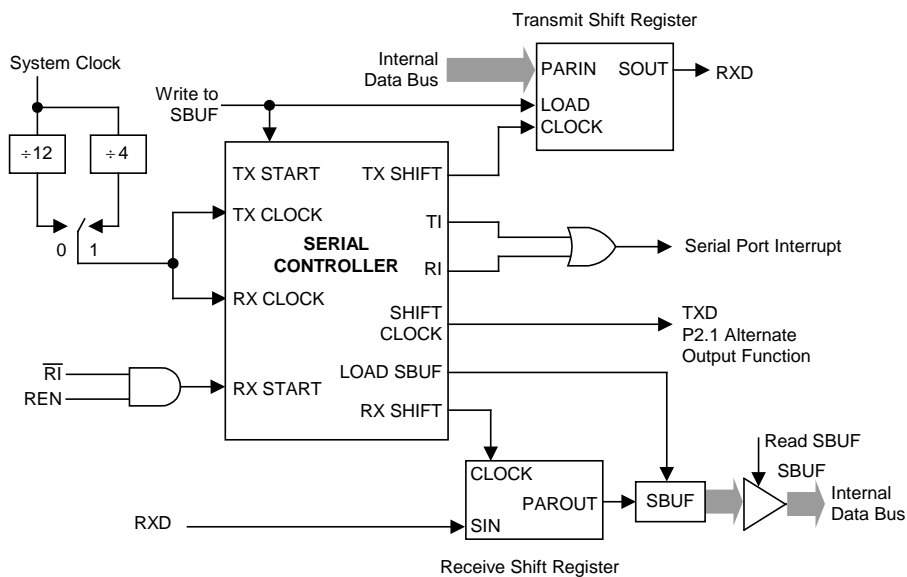 Transmit Shift Register
System Clock
÷12
÷4
0
1
Write to
SBUF
Internal
Data Bus
PARIN
SOUT
LOAD
CLOCK
RXD
TX START
TX SHIFT
TX CLOCK
TI
SERIAL
CONTROLLER
RI
RX CLOCK
SHIFT
CLOCK
LOAD SBUF
RX START
RX SHIFT
Serial Port Interrupt
TXD
P2.1 Alternate
Output Function
R̅I̅
REN
CLOCK
PAROUT
SIN
RXD
SBUF
Read SBUF
SBUF
Internal
Data Bus
Receive Shift Register